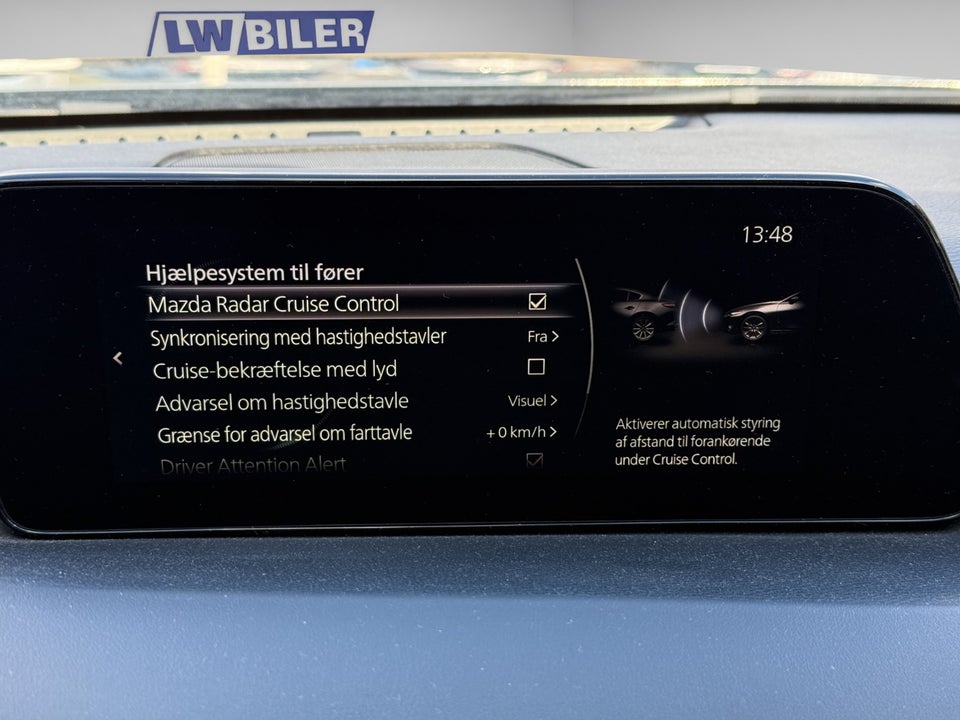 LW BILER
13:48
Hjælpesystem til fører
Mazda Radar Cruise Control
Synkronisering med hastighedstavler Fra >
Cruise-bekræftelse med lyd
Advarsel om hastighedstavle Visuel >
Grænse for advarsel om farttavle +0 km/h >
Driver Attention Alert
Aktiverer automatisk styring
af afstand til forankørende
under Cruise Control.